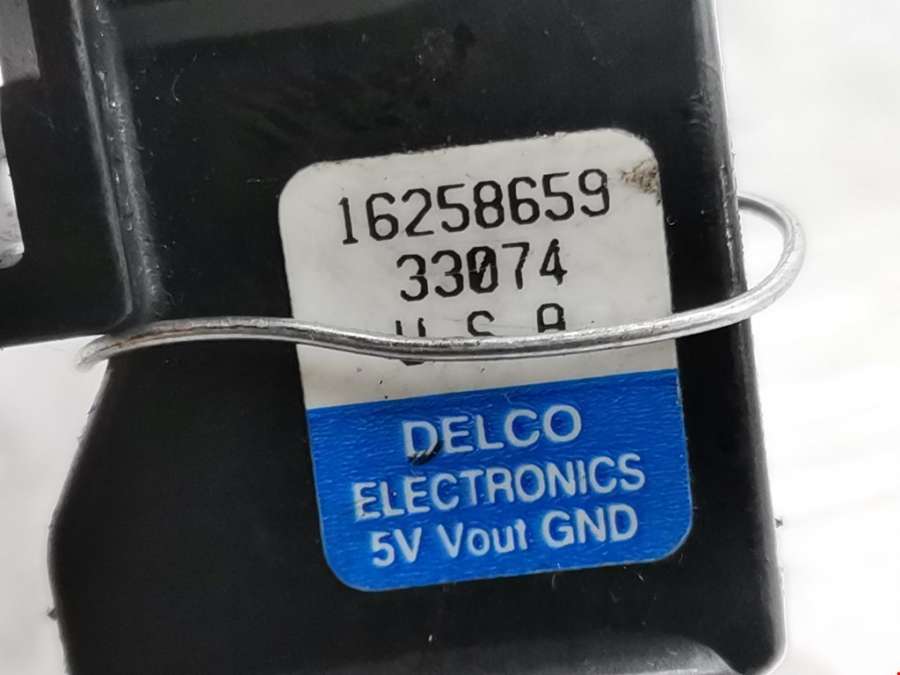 16258659
33074
U S A
DELCO
ELECTRONICS
5V Vout GND